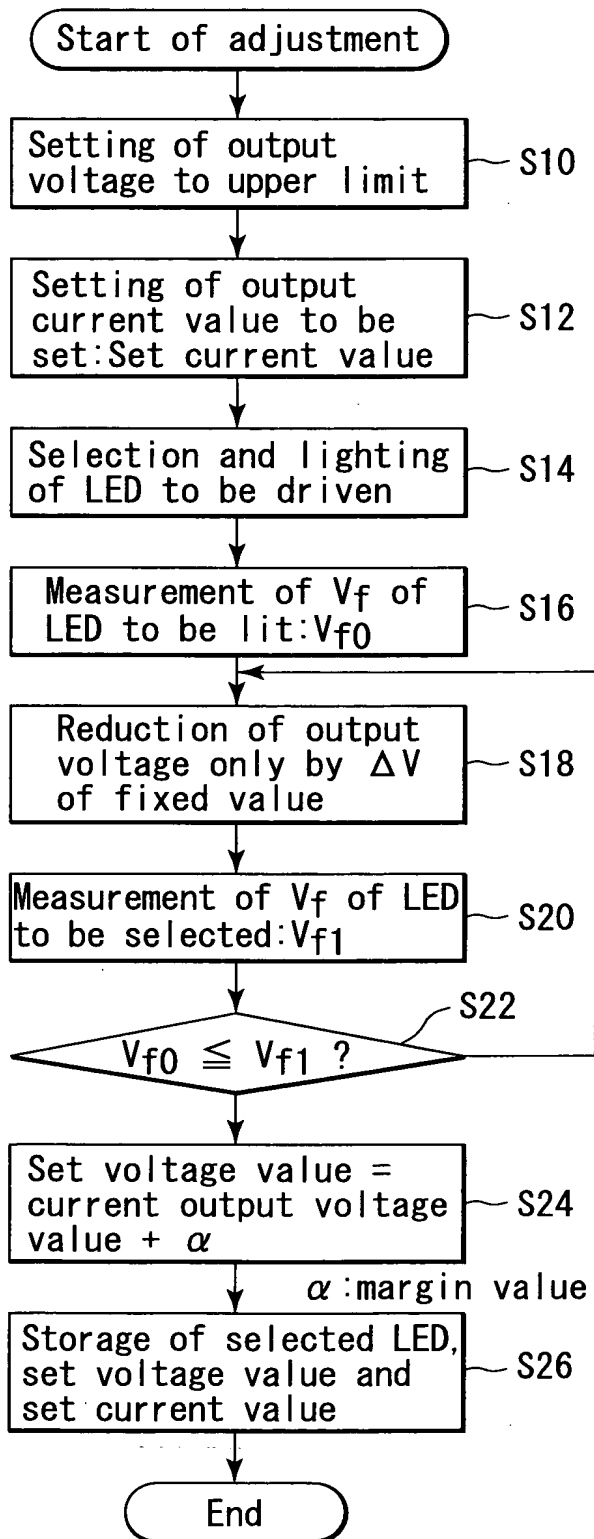 Start of adjustment
Setting of output
voltage to upper limit
S10
Setting of output
current value to be
set:Set current value
S12
Selection and lighting
of LED to be driven
S14
Measurement of Vf of
LED to be lit:Vf0
S16
Reduction of output
voltage only by ΔV
of fixed value
S18
Measurement of Vf of LED
to be selected:Vf1
S20
S22
Vf0 ≦ Vf1 ?
Set voltage value =
current output voltage
value + α
S24
α:margin value
Storage of selected LED,
set voltage value and
set current value
S26
End